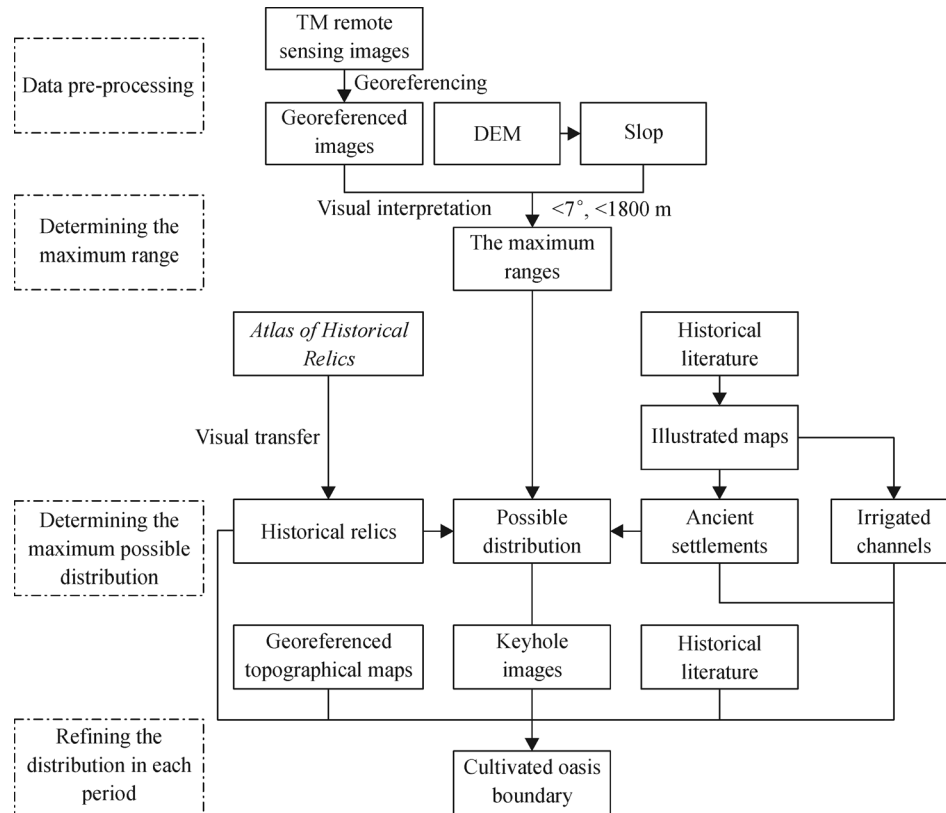 TM remote
sensing images
Data pre-processing
Georeferencing
Georeferenced
images
DEM
Slop
Visual interpretation
<7°, <1800 m
Determining the
maximum range
The maximum
ranges
Atlas of Historical
Relics
Historical
literature
Visual transfer
Illustrated maps
Determining the
maximum possible
distribution
Historical relics
Possible
distribution
Ancient
settlements
Irrigated
channels
Georeferenced
topographical maps
Keyhole
images
Historical
literature
Refining the
distribution in each
period
Cultivated oasis
boundary